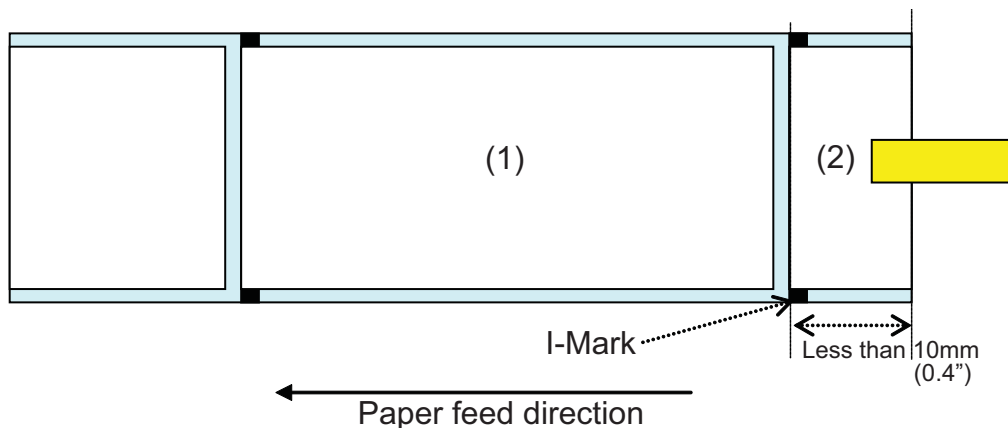 (1)
(2)
I-Mark
Less than 10mm
(0.4”)
Paper feed direction